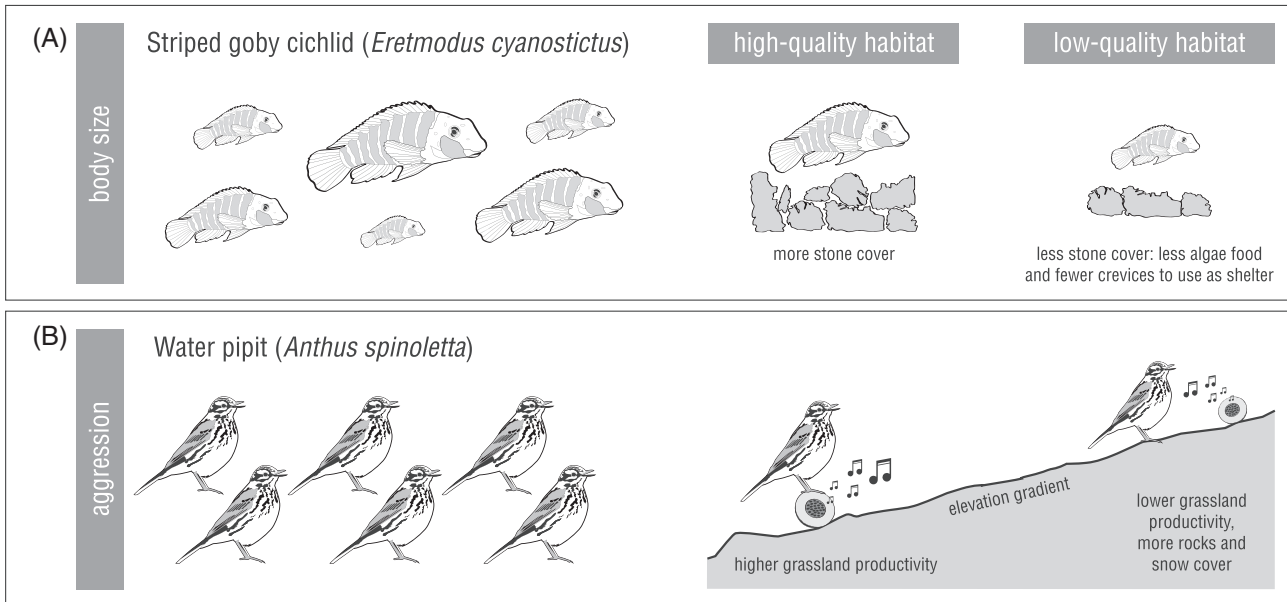 (A)
body size
Striped goby cichlid (Eretmodus cyanostictus)
high-quality habitat
low-quality habitat
more stone cover
less stone cover: less algae food
and fewer crevices to use as shelter
(B)
aggression
Water pipit (Anthus spinoletta)
elevation gradient
higher grassland productivity
lower grassland
productivity,
more rocks and
snow cover